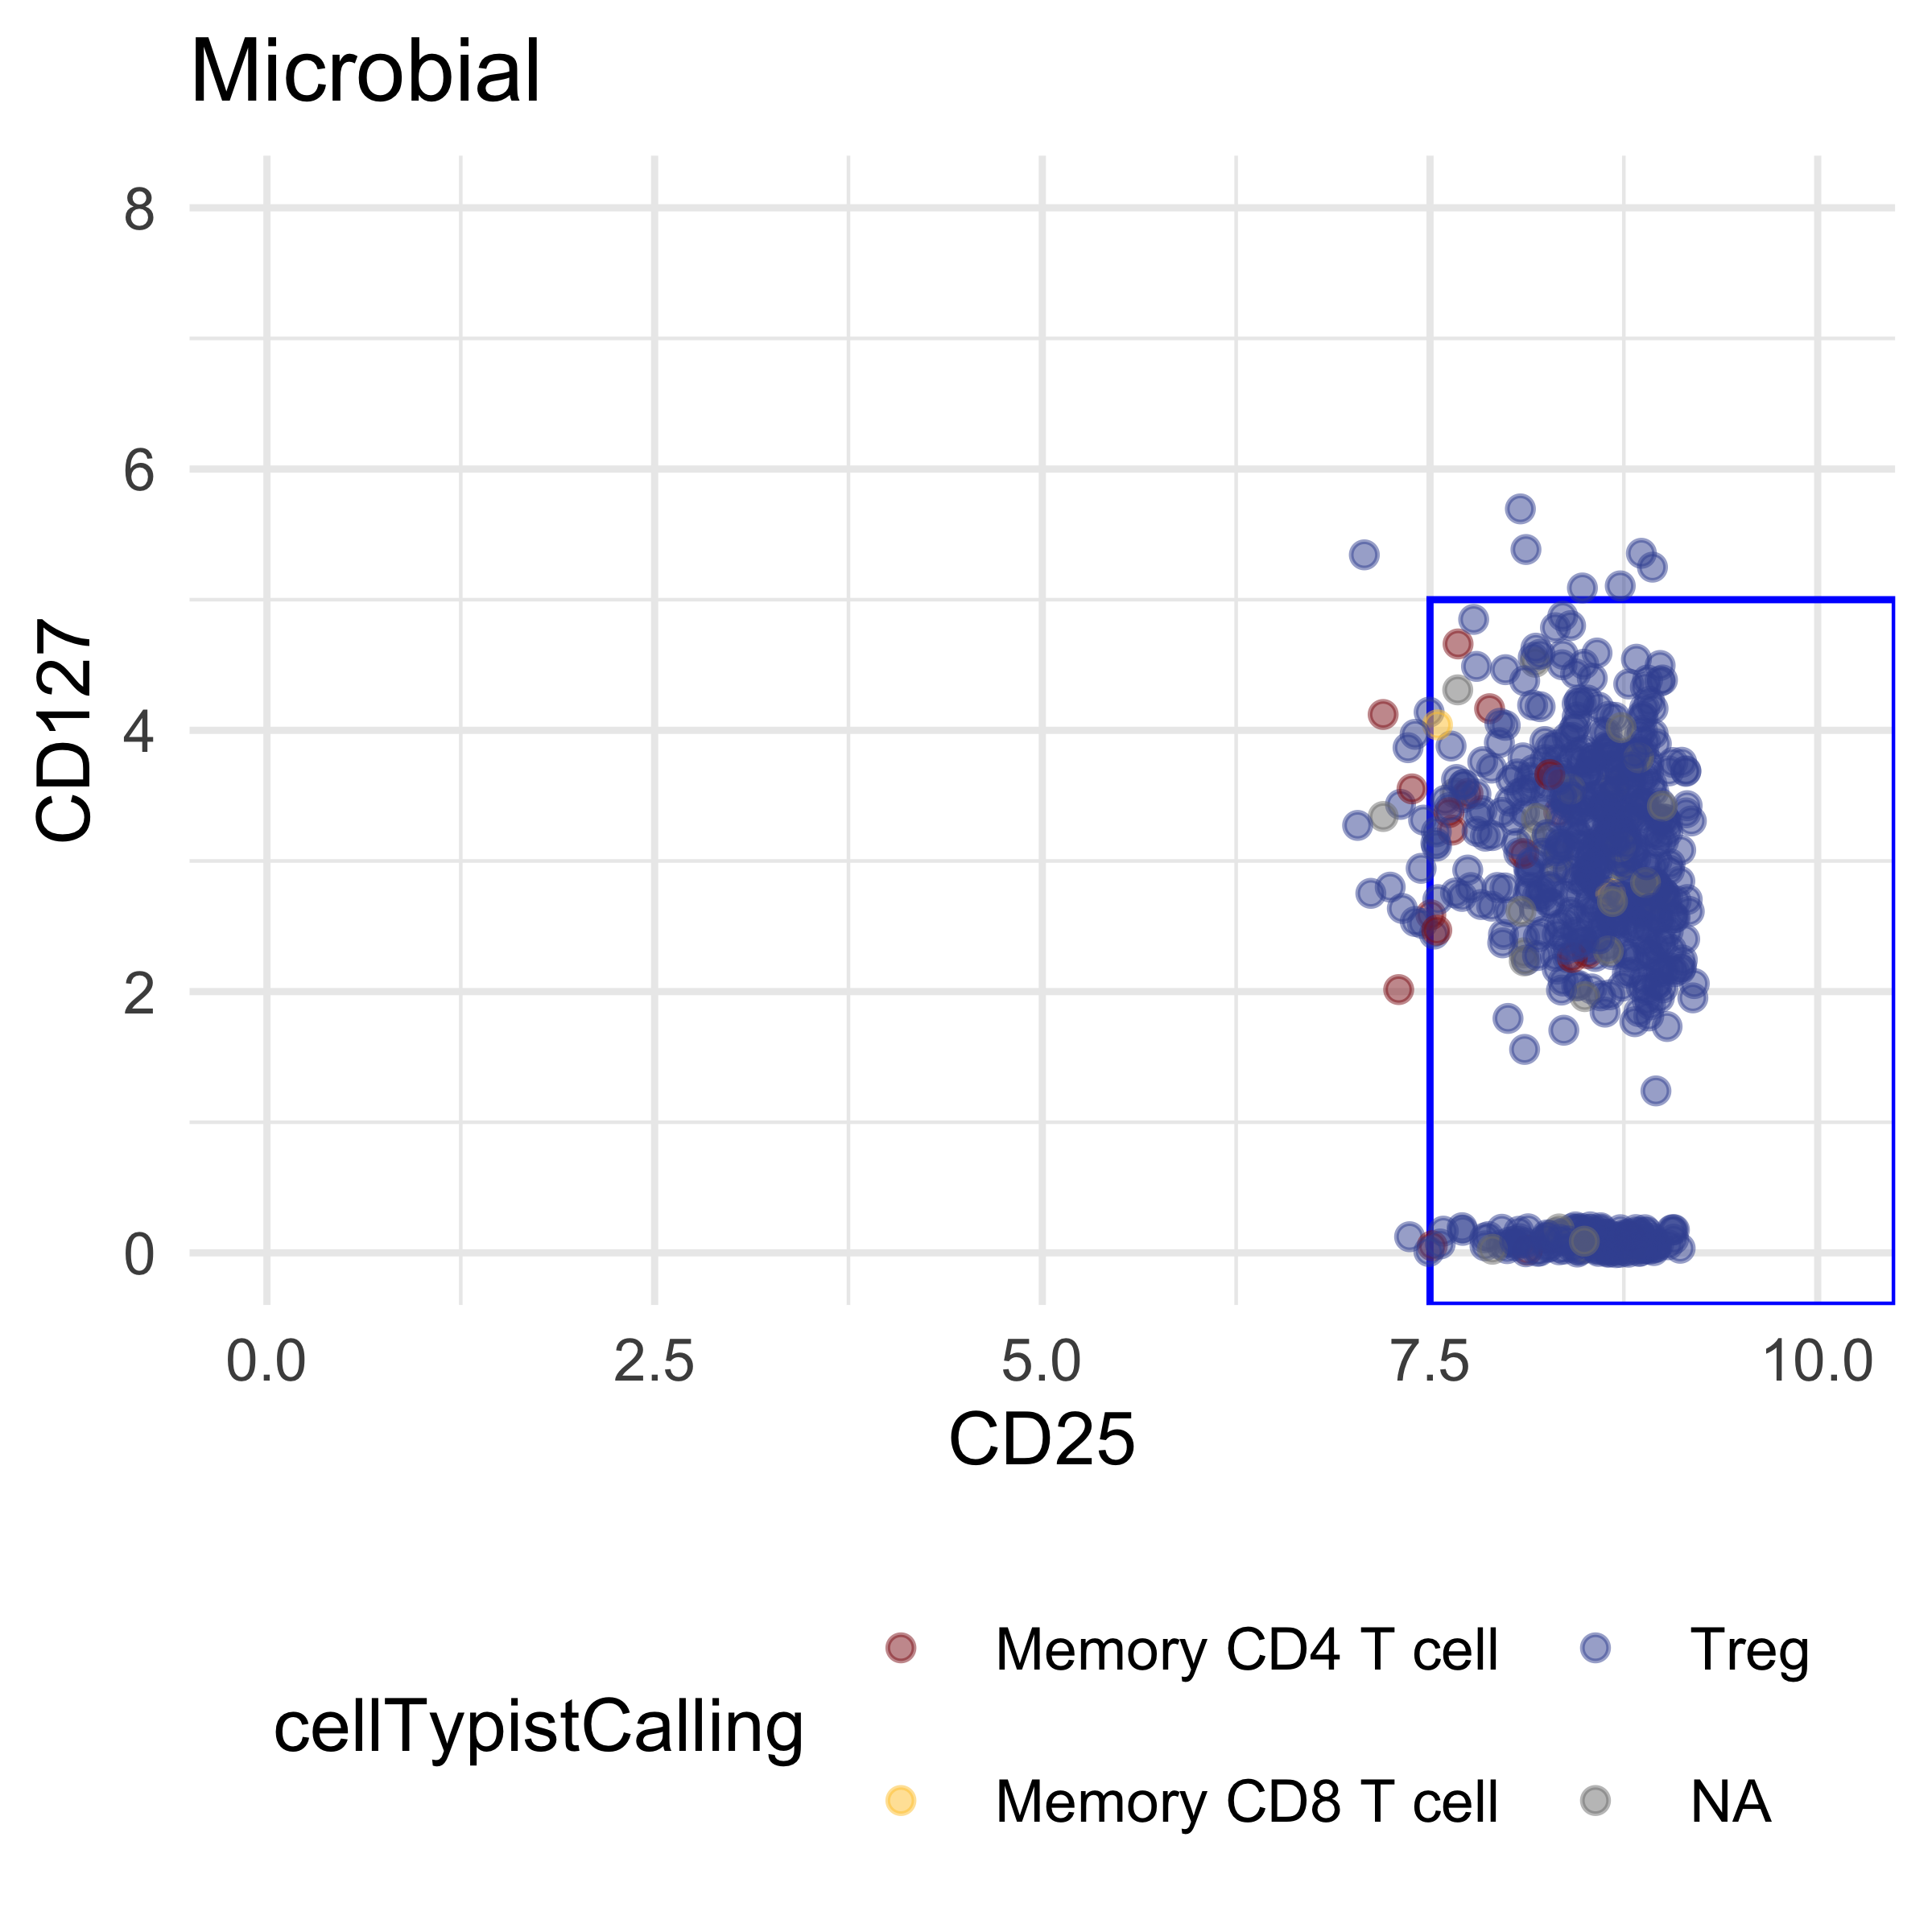 Microbial
8
6
4
2
0
CD127
0.0 2.5 5.0 7.5 10.0
CD25
cellTypistCalling
Memory CD4 T cell
Treg
Memory CD8 T cell
NA